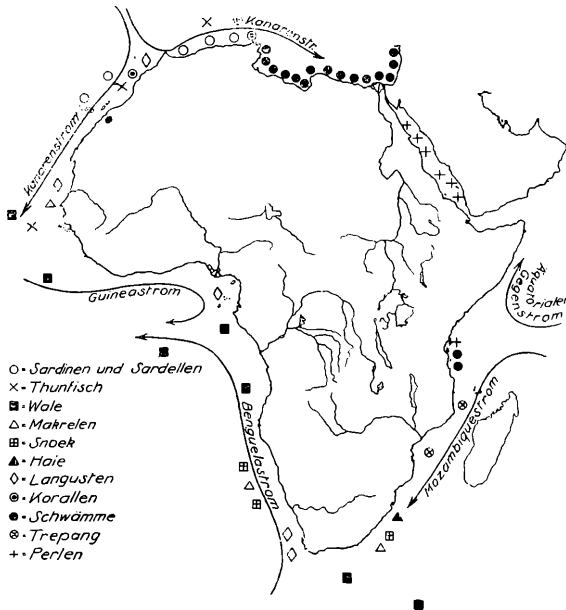 Kanarenstr.
Kanarenstrom
Guineastrom
Äquatorialer
Gegenstrom
Benguelastrom
Mozambiquestrom
○ - Sardinen und Sardellen
× - Thunfisch
■ - Wale
△ - Makrelen
⊞ - Snoek
▲ - Haie
◇ - Langusten
◉ - Korallen
● - Schwämme
⊗ - Trepang
+ - Perlen